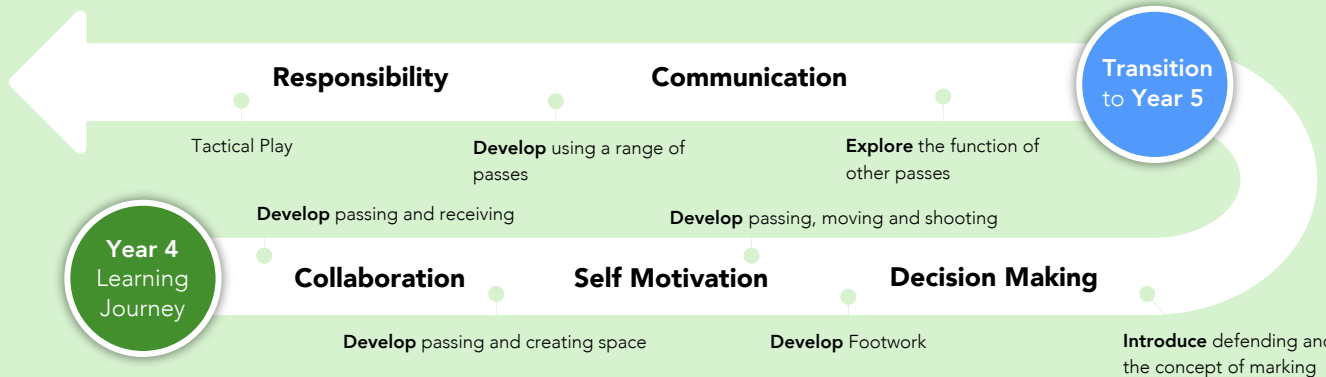 Responsibility
Communication
Transition
to Year 5
Tactical Play
Develop using a range of
passes
Explore the function of
other passes
Develop passing and receiving
Develop passing, moving and shooting
Year 4
Learning
Journey
Collaboration
Self Motivation
Decision Making
Develop passing and creating space
Develop Footwork
Introduce defending and
the concept of marking